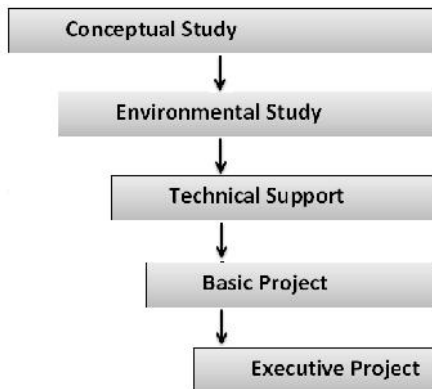 Conceptual Study
Environmental Study
Technical Support
Basic Project
Executive Project